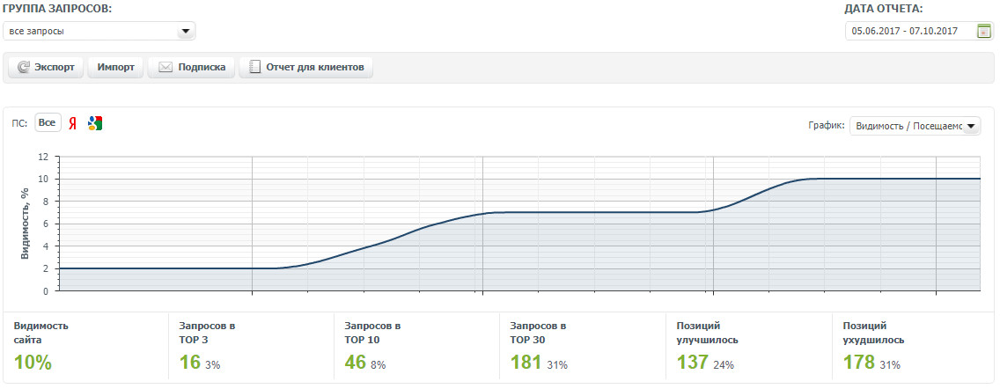 ГРУППА ЗАПРОСОВ:
ДАТА ОТЧЕТА:
все запросы
05.06.2017 - 07.10.2017
Экспорт
Импорт
Подписка
Отчет для клиентов
ПС:
Все
Я
График:
Видимость / Посещаемо
Видимость, %
12
10
8
6
4
2
0
Видимость
сайта
10%
Запросов в
TOP 3
16 3%
Запросов в
TOP 10
46 8%
Запросов в
TOP 30
181 31%
Позиций
улучшилось
137 24%
Позиций
ухудшилось
178 31%